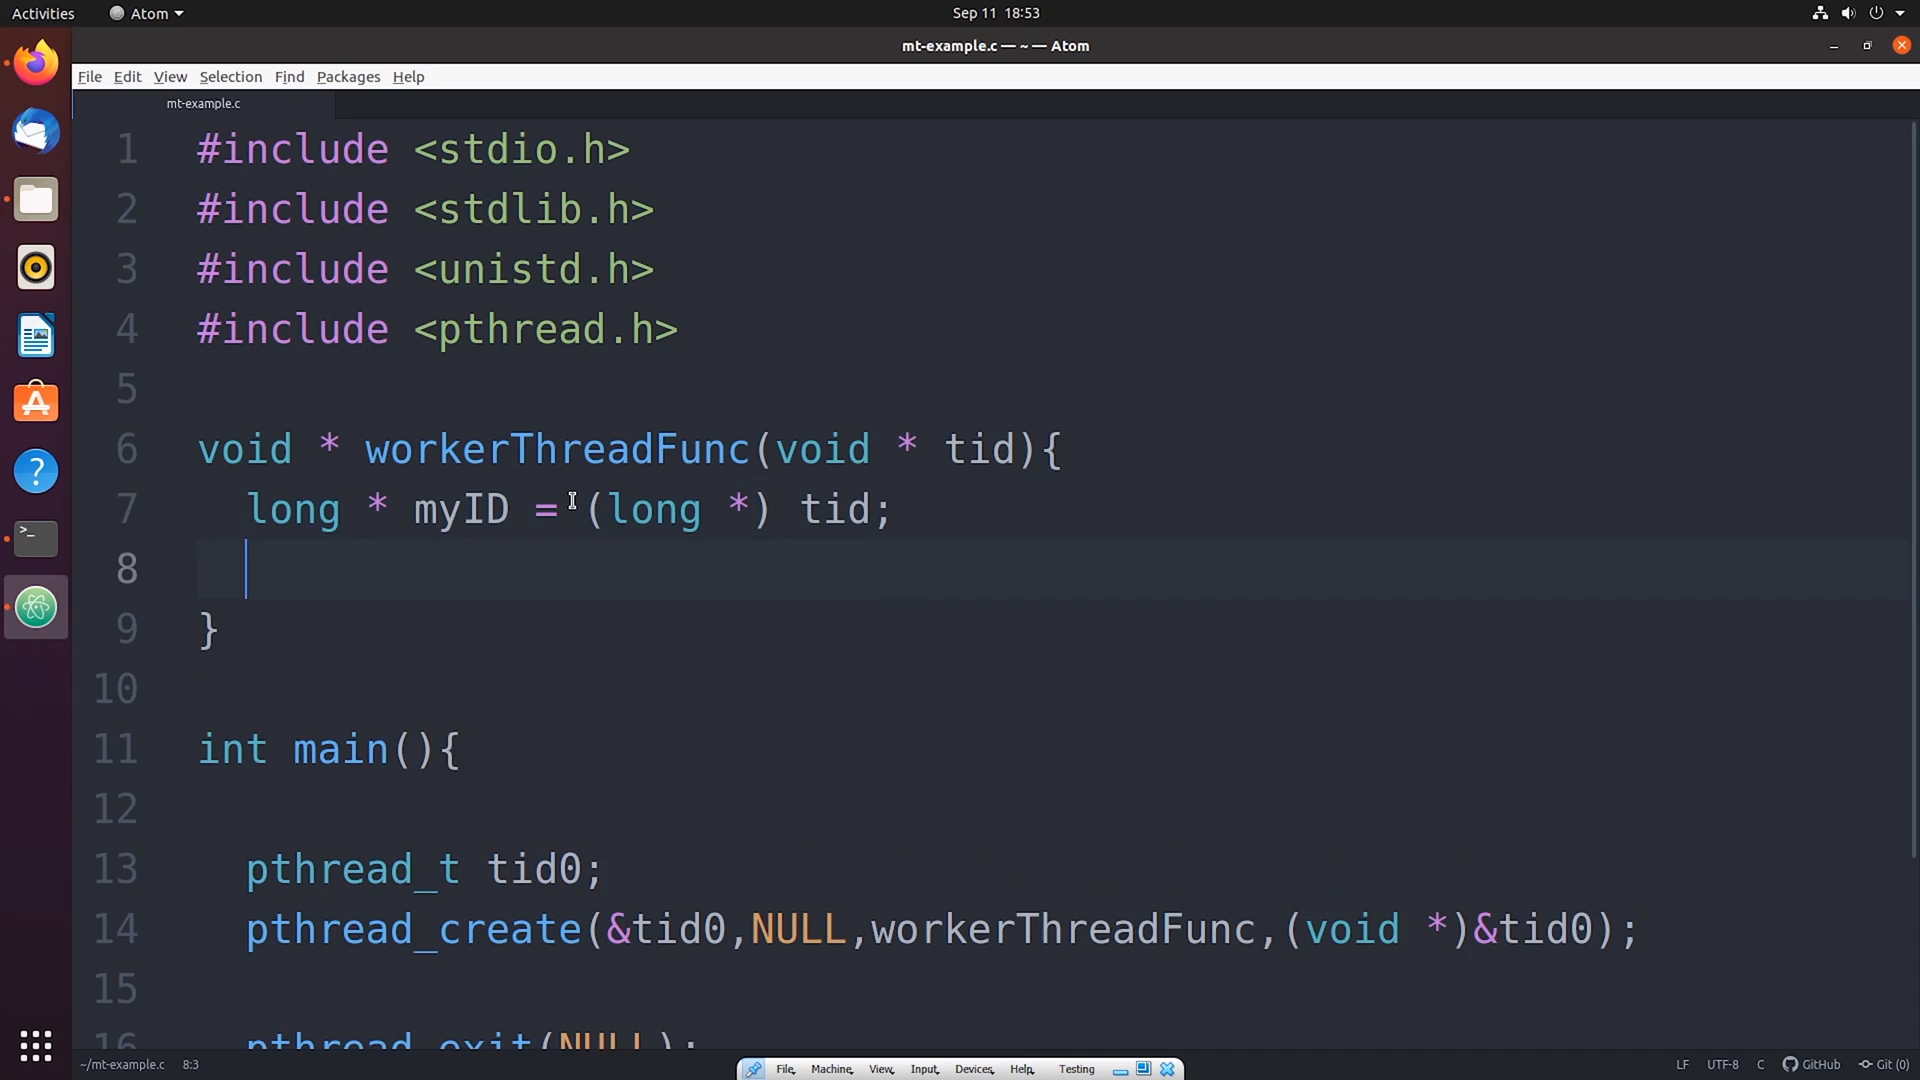 Activities Atom Sep 11 18:53
mt-example.c — ~ — Atom
File Edit View Selection Find Packages Help
mt-example.c
1 #include <stdio.h>
2 #include <stdlib.h>
3 #include <unistd.h>
4 #include <pthread.h>
5
6 void * workerThreadFunc(void * tid){
7 long * myID = (long *) tid;
8
9 }
10
11 int main(){
12
13 pthread_t tid0;
14 pthread_create(&tid0,NULL,workerThreadFunc,(void *)&tid0);
15
16 pthread_exit(NULL);
~/mt-example.c 8:3 LF UTF-8 C GitHub Git (0)
File Machine View Input Devices Help Testing